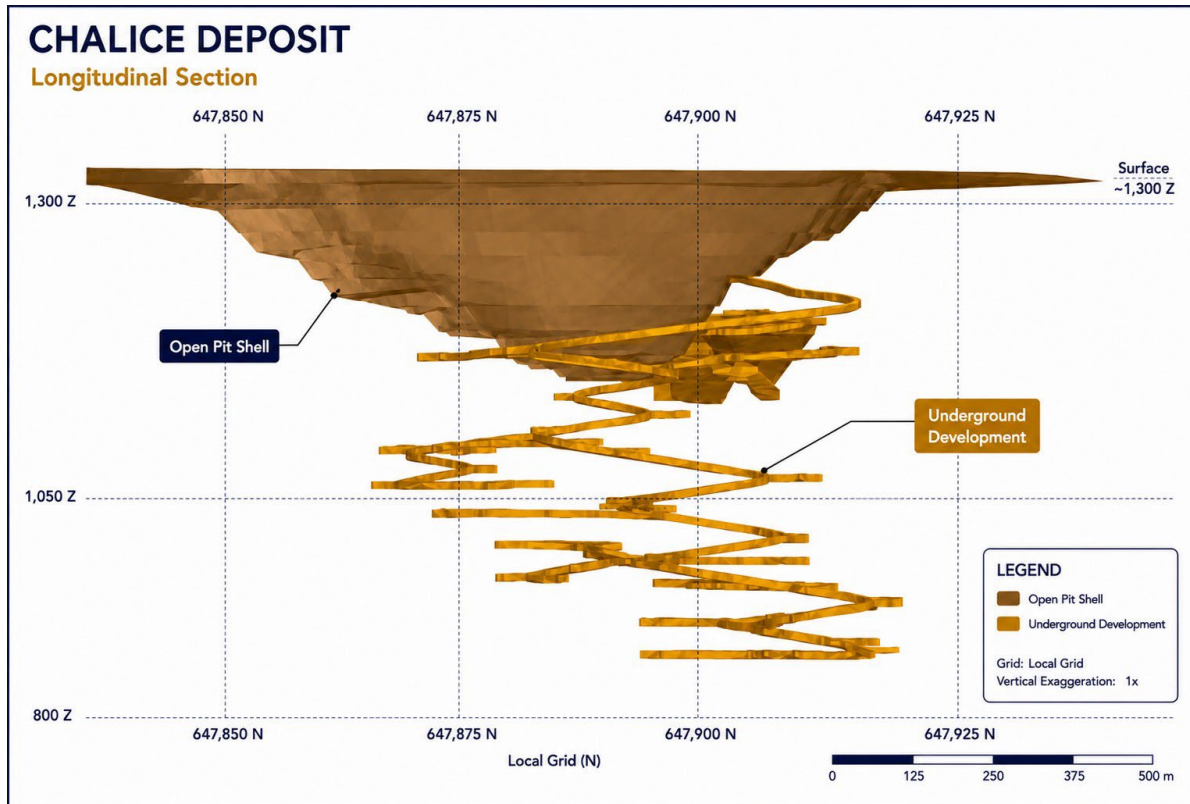 CHALICE DEPOSIT
Longitudinal Section
647,850 N
647,875 N
647,900 N
647,925 N
Surface
~1,300 Z
1,300 Z
Open Pit Shell
Underground
Development
1,050 Z
LEGEND
Open Pit Shell
Underground Development
Grid: Local Grid
Vertical Exaggeration: 1x
800 Z
647,850 N
647,875 N
647,900 N
647,925 N
Local Grid (N)
0
125
250
375
500 m